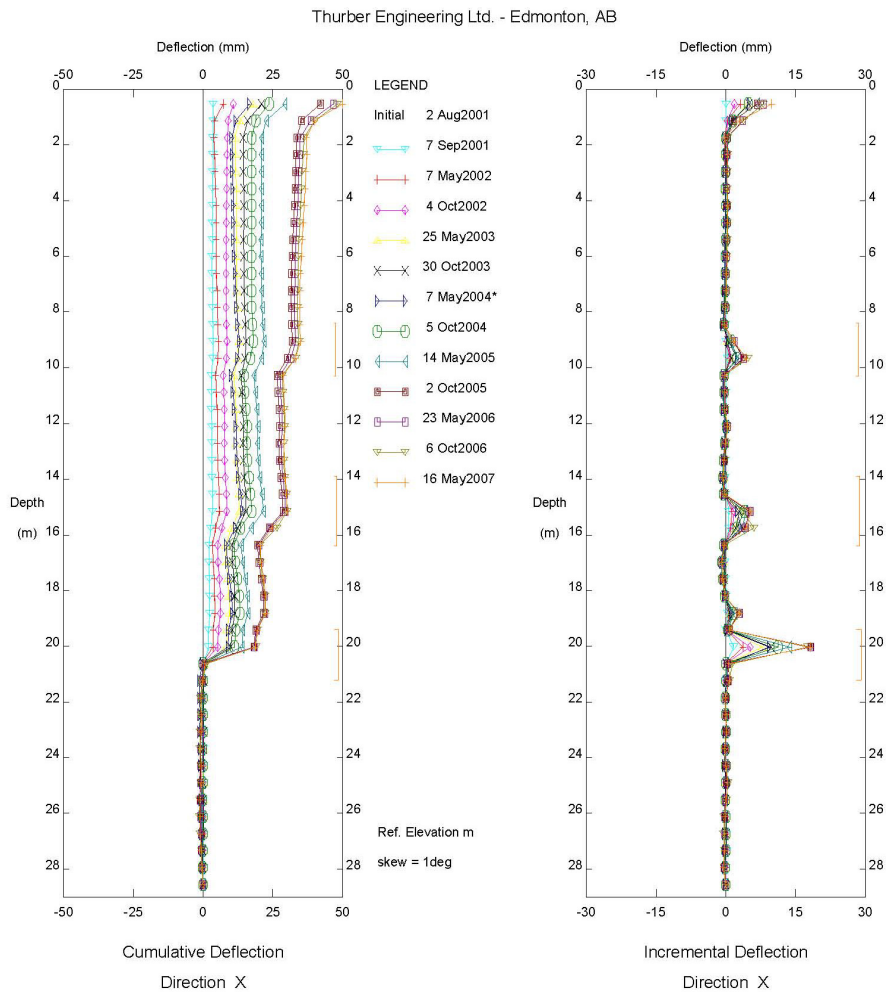 Thurber Engineering Ltd. - Edmonton, AB
Deflection (mm)
-50 -25 0 25 50
0 0
2 2
4 4
6 6
8 8
10 10
12 12
14 14
Depth
(m)
16 16
18 18
20 20
22 22
24 24
26 26
28 28
-50 -25 0 25 50
Cumulative Deflection
Direction X
LEGEND
Initial 2 Aug2001
7 Sep2001
7 May2002
4 Oct2002
25 May2003
30 Oct2003
7 May2004*
5 Oct2004
14 May2005
2 Oct2005
23 May2006
6 Oct2006
16 May2007
Ref. Elevation m
skew = 1deg
Deflection (mm)
-30 -15 0 15 30
0 0
2 2
4 4
6 6
8 8
10 10
12 12
14 14
Depth
(m)
16 16
18 18
20 20
22 22
24 24
26 26
28 28
-30 -15 0 15 30
Incremental Deflection
Direction X